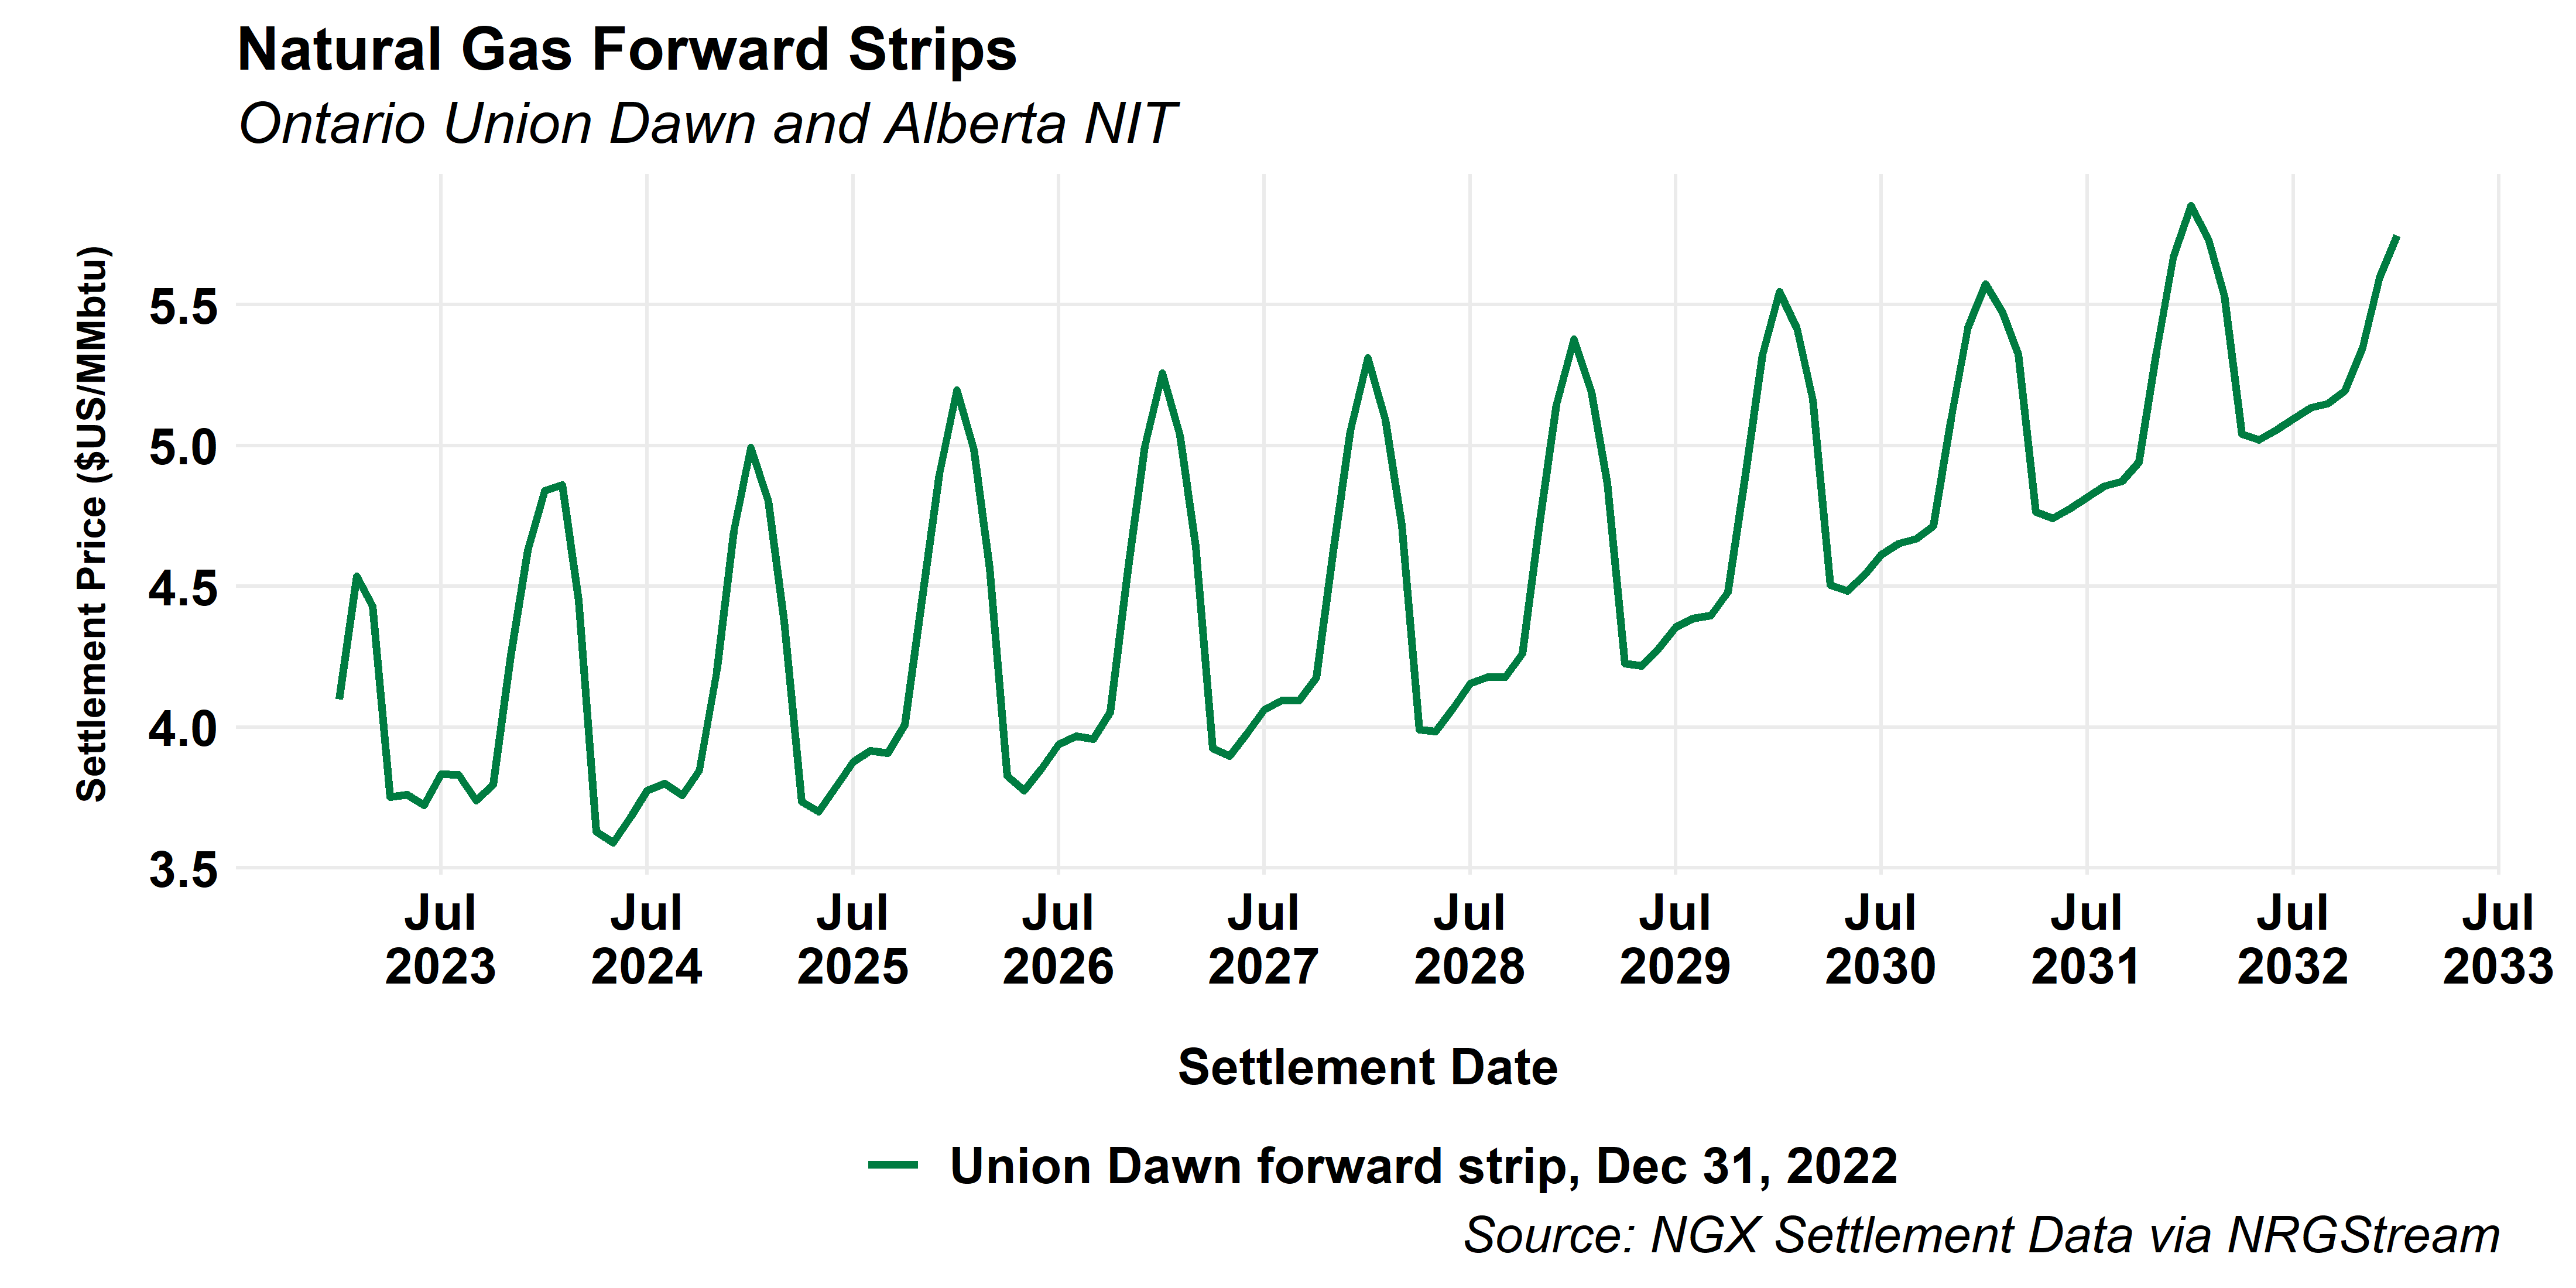 Natural Gas Forward Strips
Ontario Union Dawn and Alberta NIT
Settlement Price ($US/MMbtu)
5.5
5.0
4.5
4.0
3.5
Jul Jul Jul Jul Jul Jul Jul Jul Jul Jul Jul
2023 2024 2025 2026 2027 2028 2029 2030 2031 2032 2033
Settlement Date
Union Dawn forward strip, Dec 31, 2022
Source: NGX Settlement Data via NRGStream